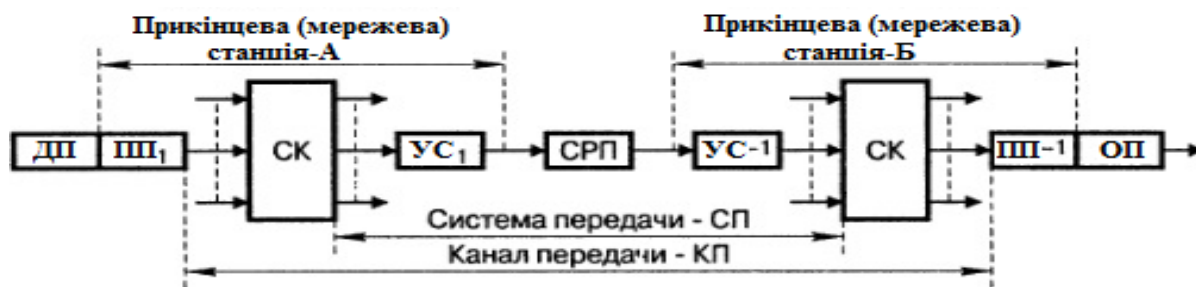 Прикінцева (мережева)
станція-А
Прикінцева (мережева)
станція-Б
ДП ПП1 СК УС1 СРП УС-1 СК ПП-1 ОП
Система передачи - СП
Канал передачи - КП